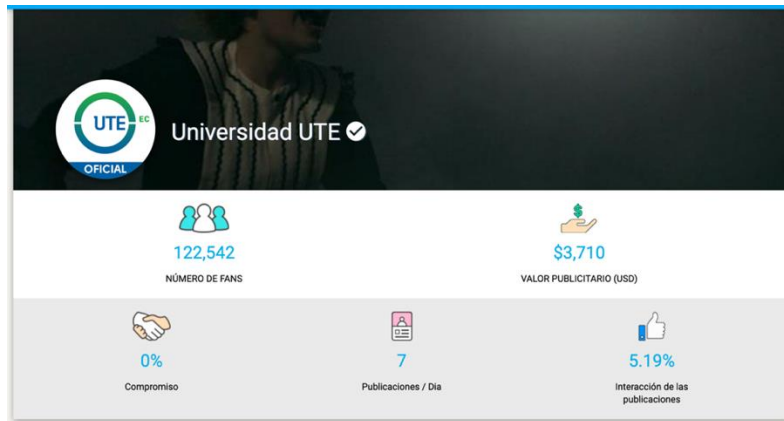 UTE
EC
OFICIAL
Universidad UTE
122,542
NÚMERO DE FANS
$3,710
VALOR PUBLICITARIO (USD)
0%
Compromiso
7
Publicaciones / Dia
5.19%
Interacción de las
publicaciones